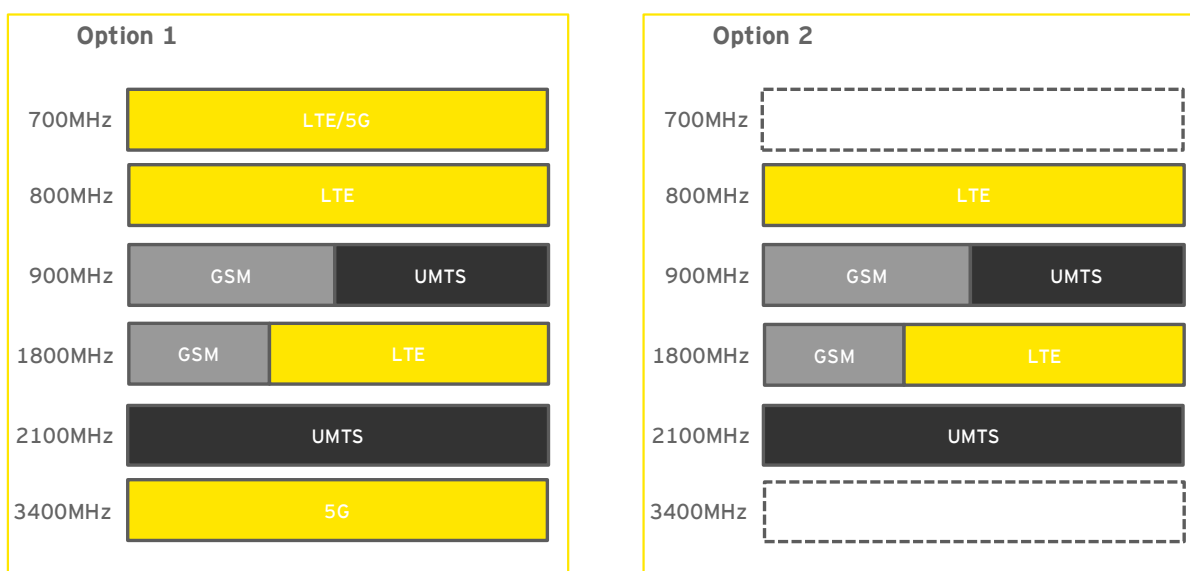 Option 1
700MHz LTE/5G
800MHz LTE
900MHz GSM UMTS
1800MHz GSM LTE
2100MHz UMTS
3400MHz 5G
Option 2
700MHz
800MHz LTE
900MHz GSM UMTS
1800MHz GSM LTE
2100MHz UMTS
3400MHz